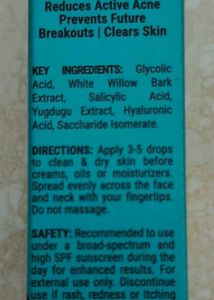 Reduces Active Acne
Prevents Future
Breakouts | Clears Skin
KEY INGREDIENTS: Glycolic
Acid, White Willow Bark
Extract, Salicylic Acid,
Yugdugu Extract, Hyaluronic
Acid, Saccharide Isomerate.
DIRECTIONS: Apply 3-5 drops
to clean & dry skin before
creams, oils or moisturizers.
Spread evenly across the face
and neck with your fingertips.
Do not massage.
SAFETY: Recommended to use
under a broad-spectrum and
high SPF sunscreen during the
day for enhanced results. For
external use only. Discontinue
use if rash, redness or itching